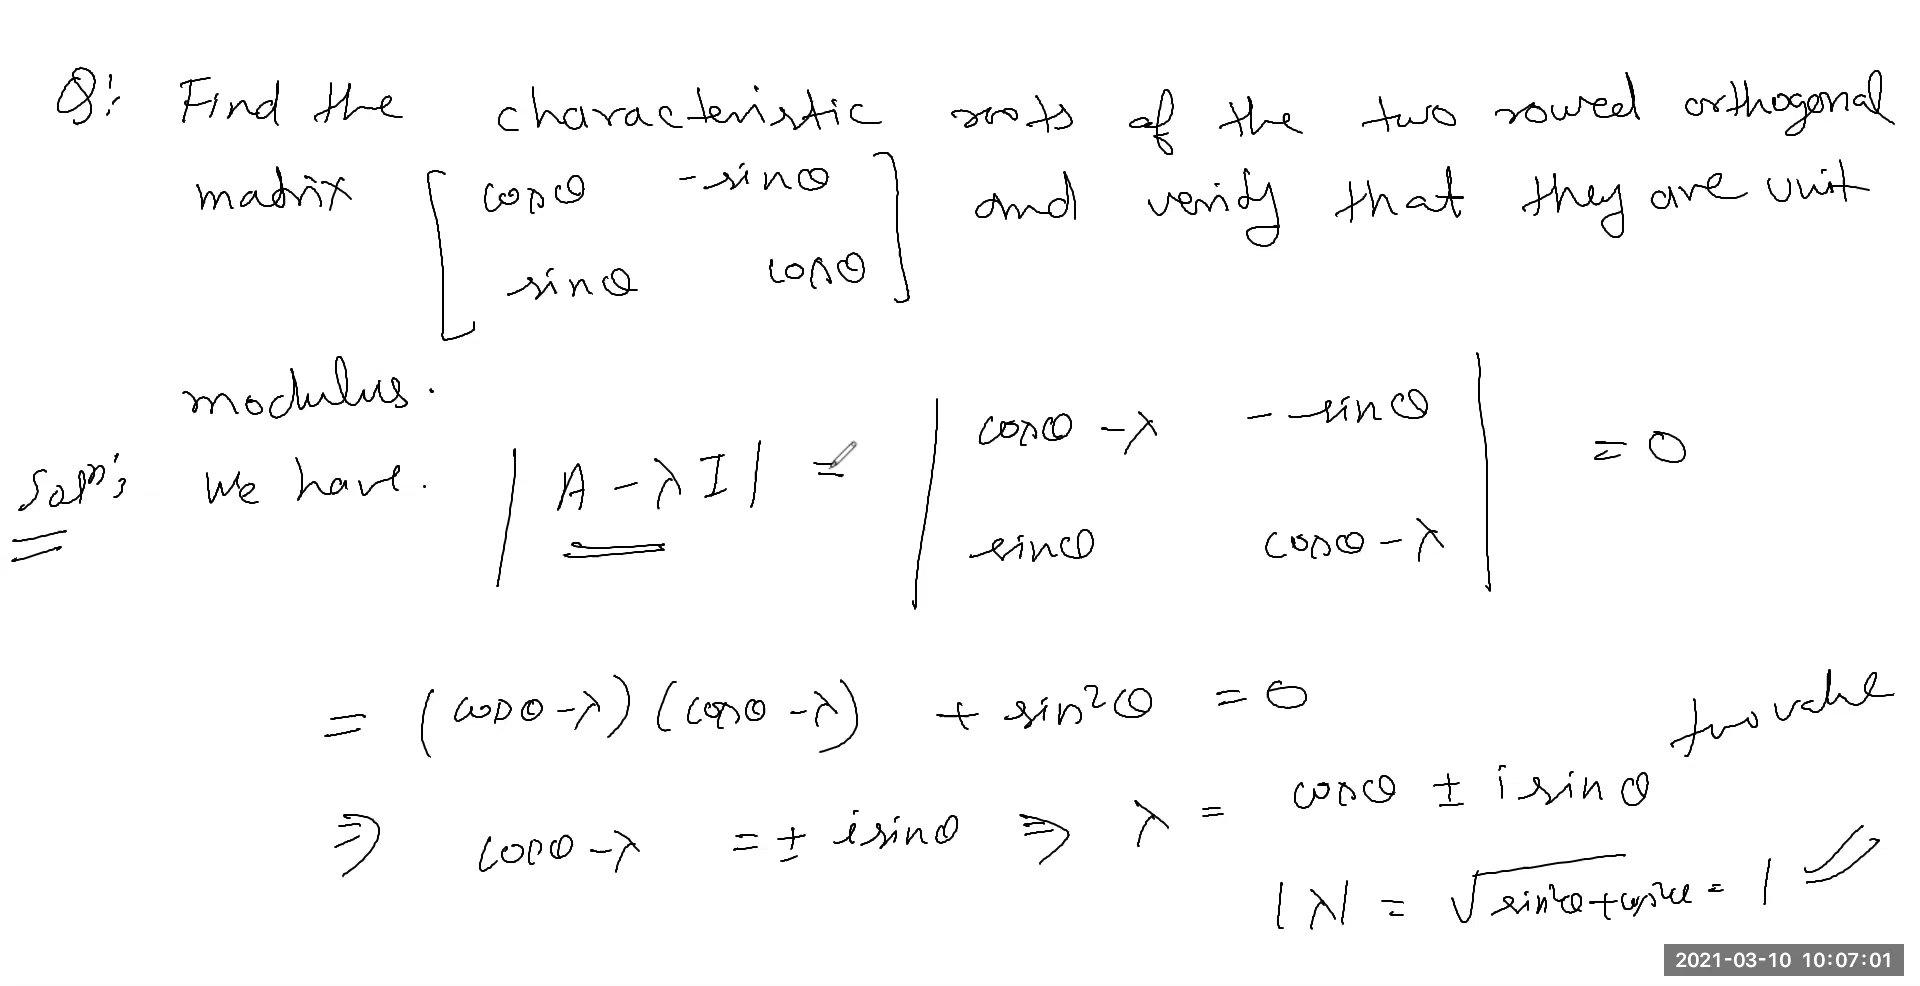 Q: Find the characteristic roots of the two rowed orthogonal
matrix [ cosθ -sinθ ] and verify that they are unit
sinθ cosθ
modulus.
Solⁿ: We have. | A - λI | = | cosθ - λ - sinθ | = 0
sinθ cosθ - λ
= (cosθ - λ) (cosθ - λ) + sin²θ = 0
two value
⇒ cosθ - λ = ± i sinθ ⇒ λ = cosθ ± i sinθ
|λ| = √sin²θ + cos²θ = 1
2021-03-10 10:07:01